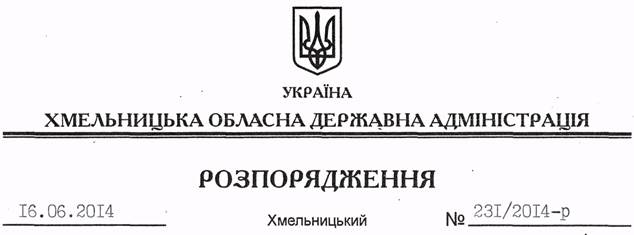 УКРАЇНА
ХМЕЛЬНИЦЬКА ОБЛАСНА ДЕРЖАВНА АДМІНІСТРАЦІЯ
РОЗПОРЯДЖЕННЯ
16.06.2014 Хмельницький № 231/2014-р